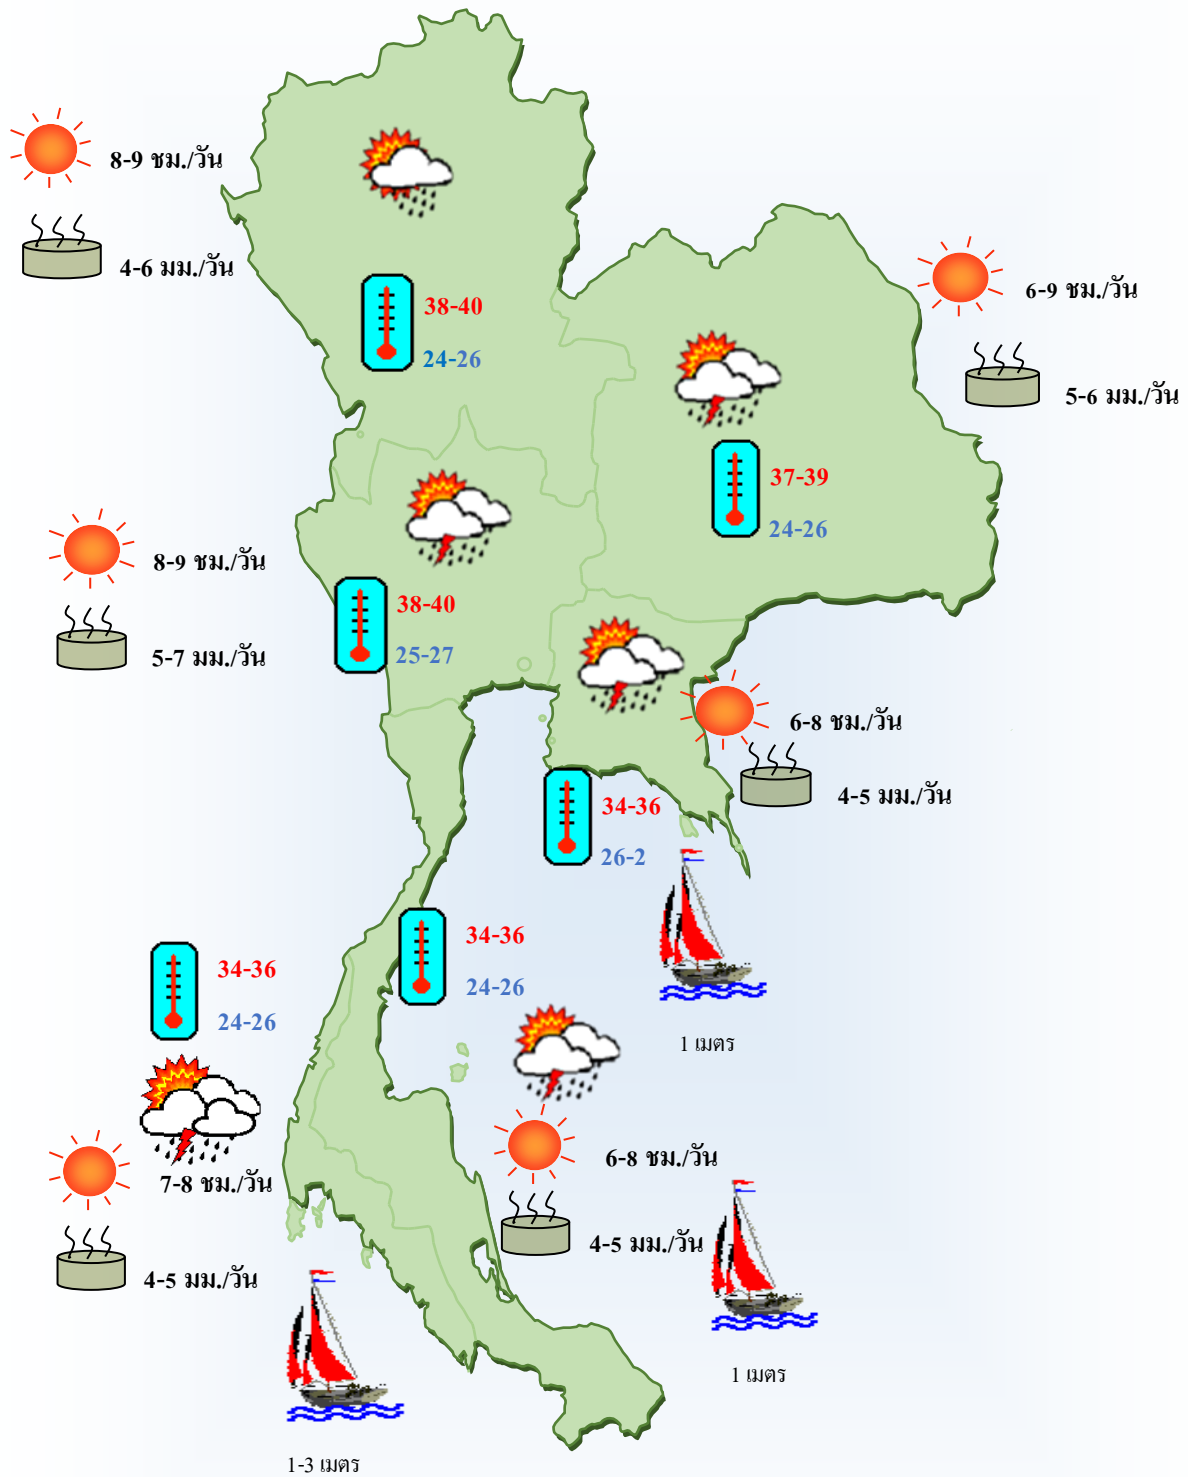 8-9 ชม./วัน
4-6 มม./วัน
38-40
24-26
6-9 ชม./วัน
5-6 มม./วัน
37-39
24-26
8-9 ชม./วัน
5-7 มม./วัน
38-40
25-27
6-8 ชม./วัน
4-5 มม./วัน
34-36
26-2
1 เมตร
34-36
24-26
34-36
24-26
7-8 ชม./วัน
4-5 มม./วัน
6-8 ชม./วัน
4-5 มม./วัน
1 เมตร
1-3 เมตร